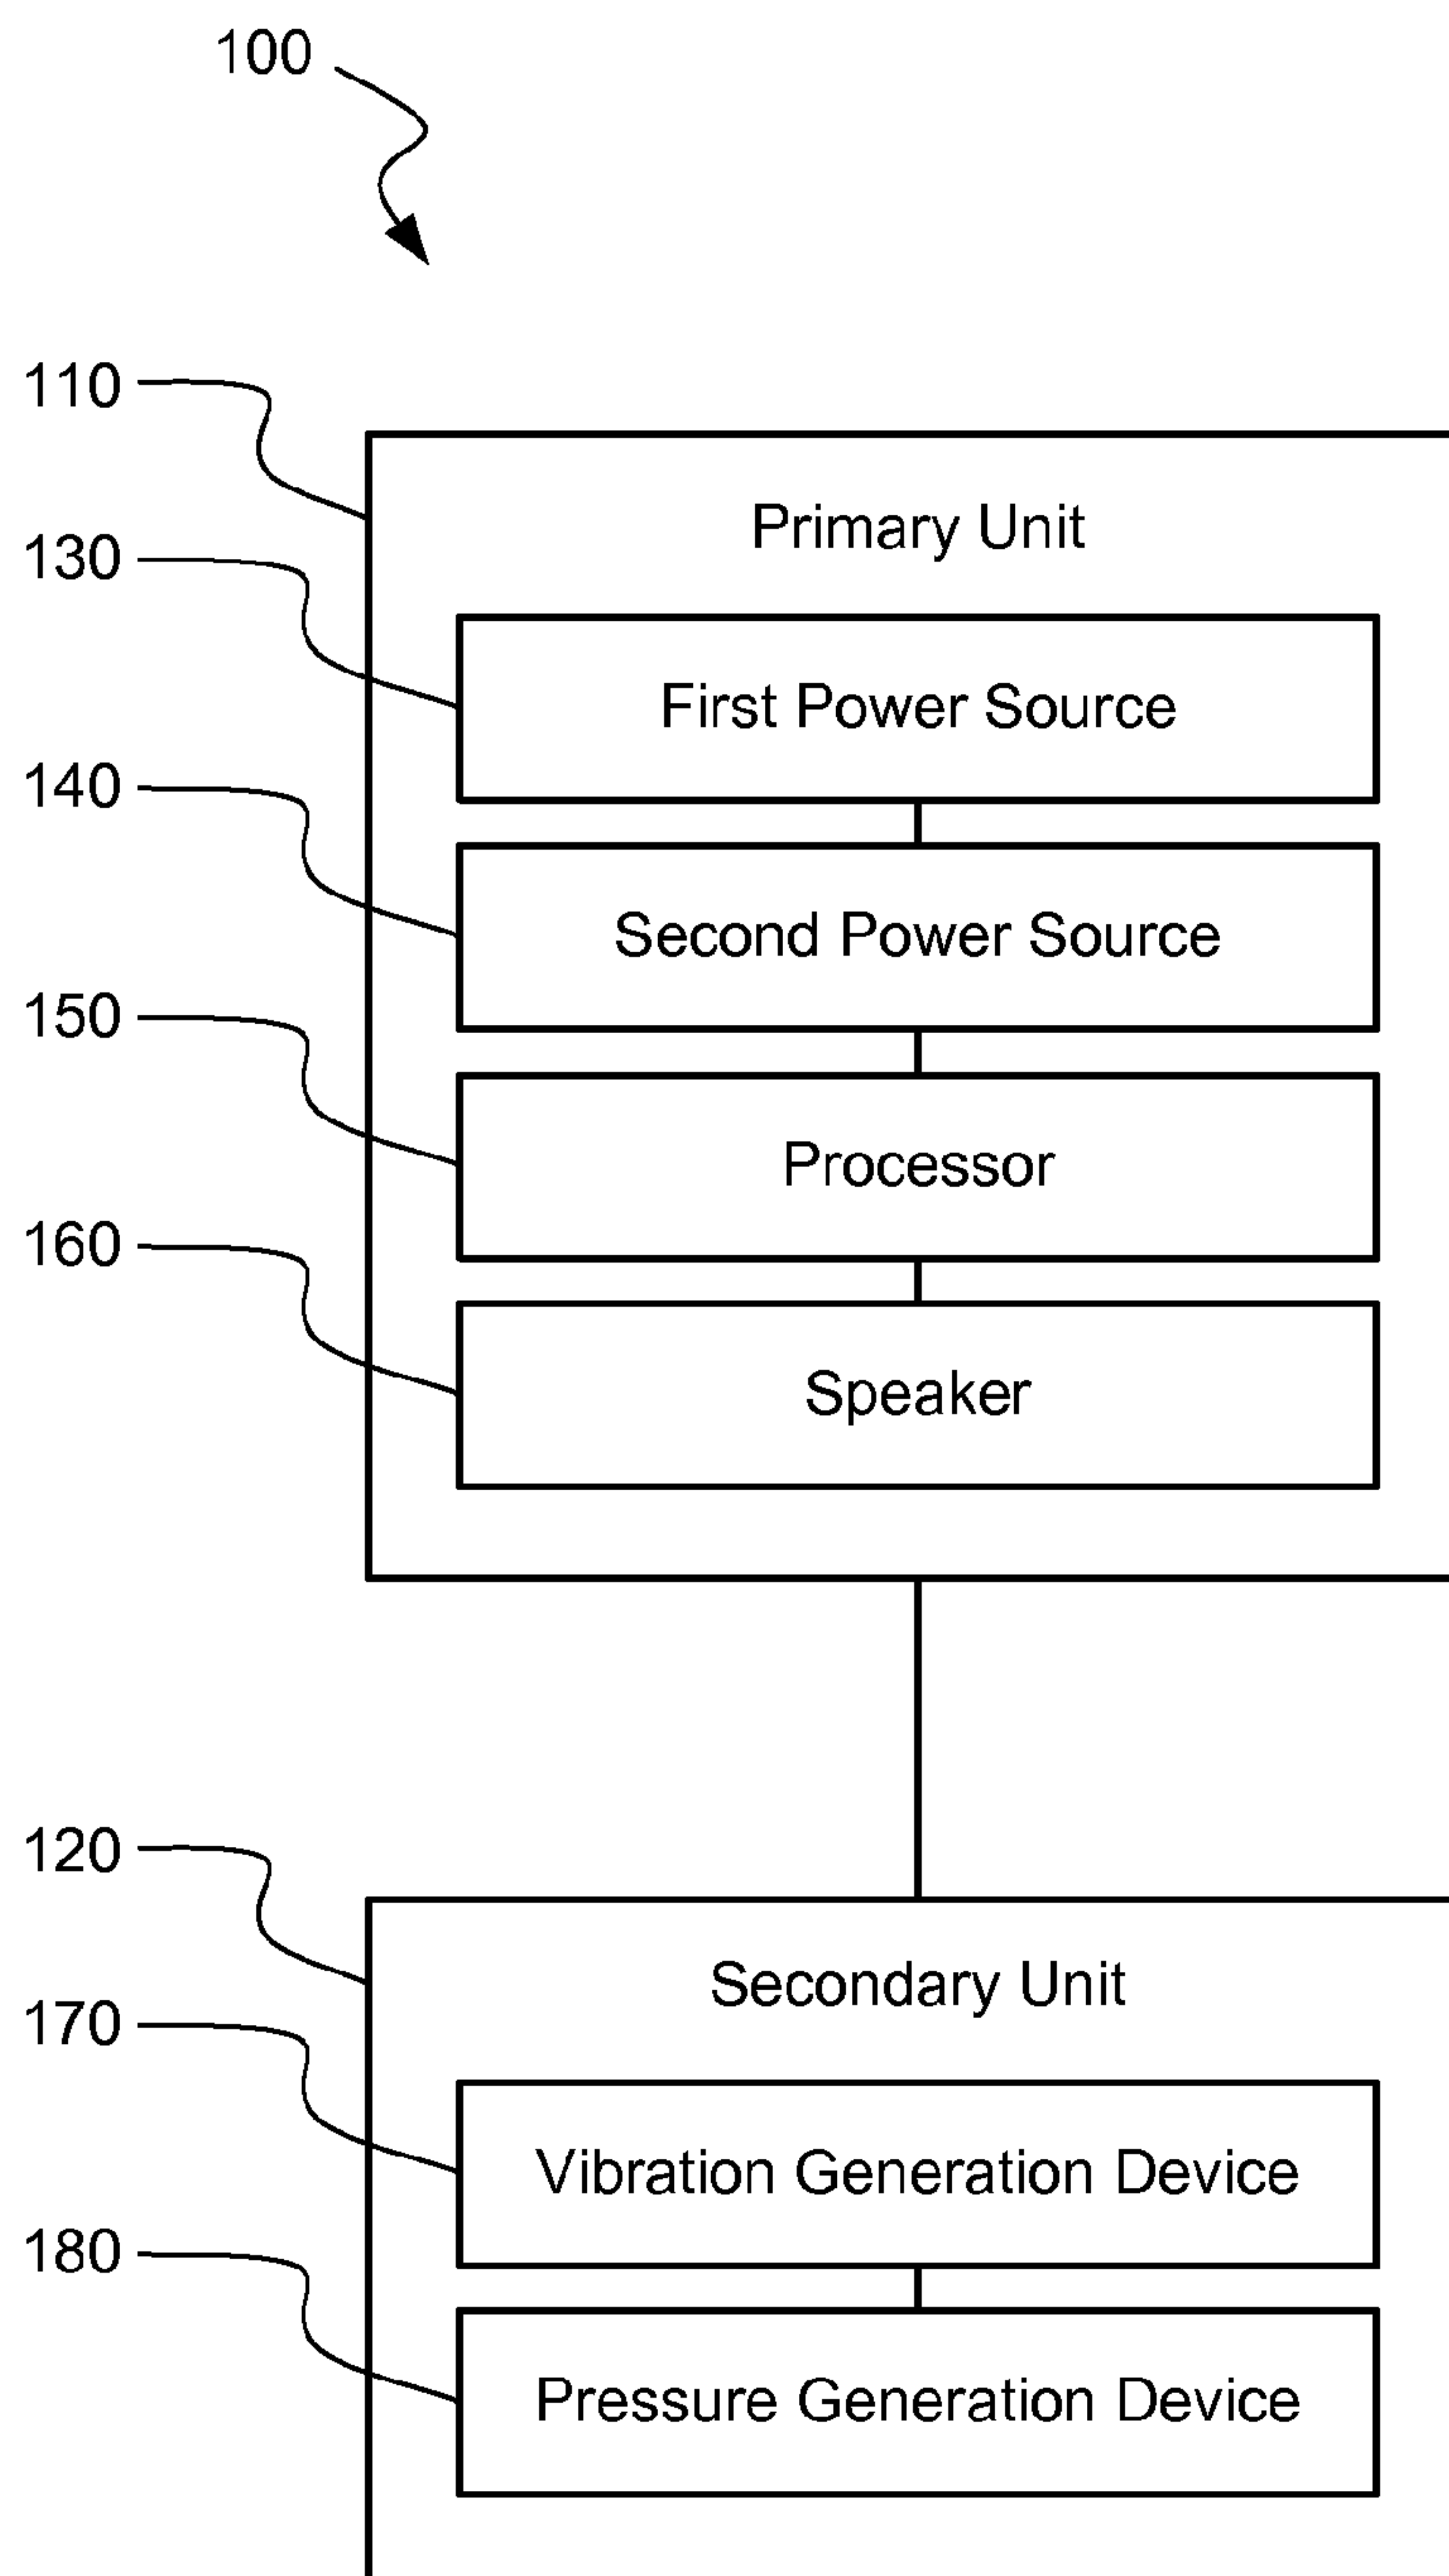 100
110
Primary Unit
130
First Power Source
140
Second Power Source
150
Processor
160
Speaker
120
Secondary Unit
170
Vibration Generation Device
180
Pressure Generation Device